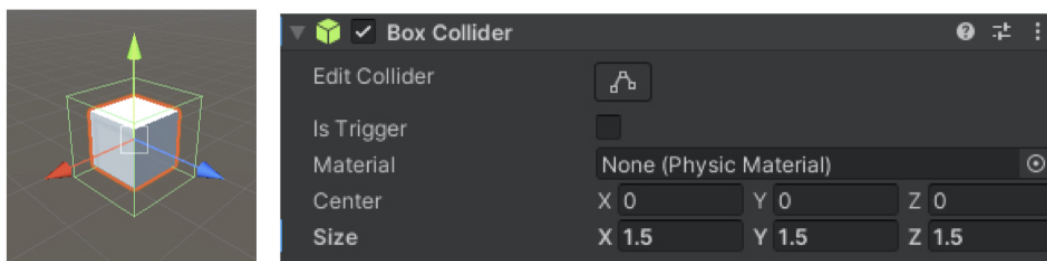 Box Collider
Edit Collider
Is Trigger
Material None (Physic Material)
Center X 0 Y 0 Z 0
Size X 1.5 Y 1.5 Z 1.5